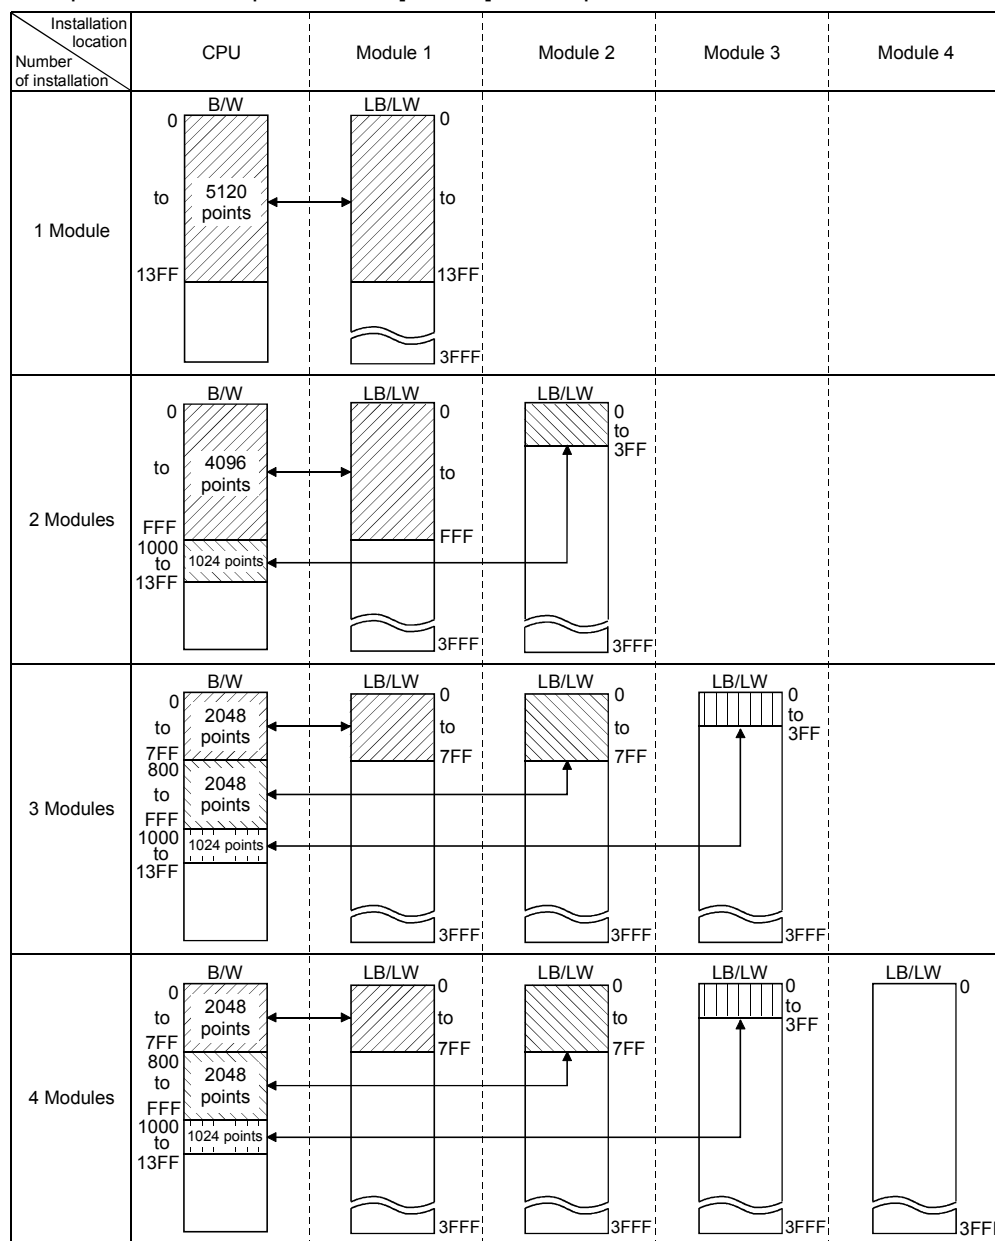 Installation
location
Number
of installation
CPU
Module 1
Module 2
Module 3
Module 4
1 Module
B/W
0
to
13FF
5120
points
LB/LW
0
to
13FF
3FFF
2 Modules
B/W
0
to
FFF
1000
to
13FF
4096
points
1024 points
LB/LW
0
to
FFF
3FFF
LB/LW
0
to
3FF
3FFF
3 Modules
B/W
0
to
7FF
800
to
FFF
1000
to
13FF
2048
points
2048
points
1024 points
LB/LW
0
to
7FF
3FFF
LB/LW
0
to
7FF
3FFF
LB/LW
0
to
3FF
3FFF
4 Modules
B/W
0
to
7FF
800
to
FFF
1000
to
13FF
2048
points
2048
points
1024 points
LB/LW
0
to
7FF
3FFF
LB/LW
0
to
7FF
3FFF
LB/LW
0
to
3FF
3FFF
LB/LW
0
3FFF